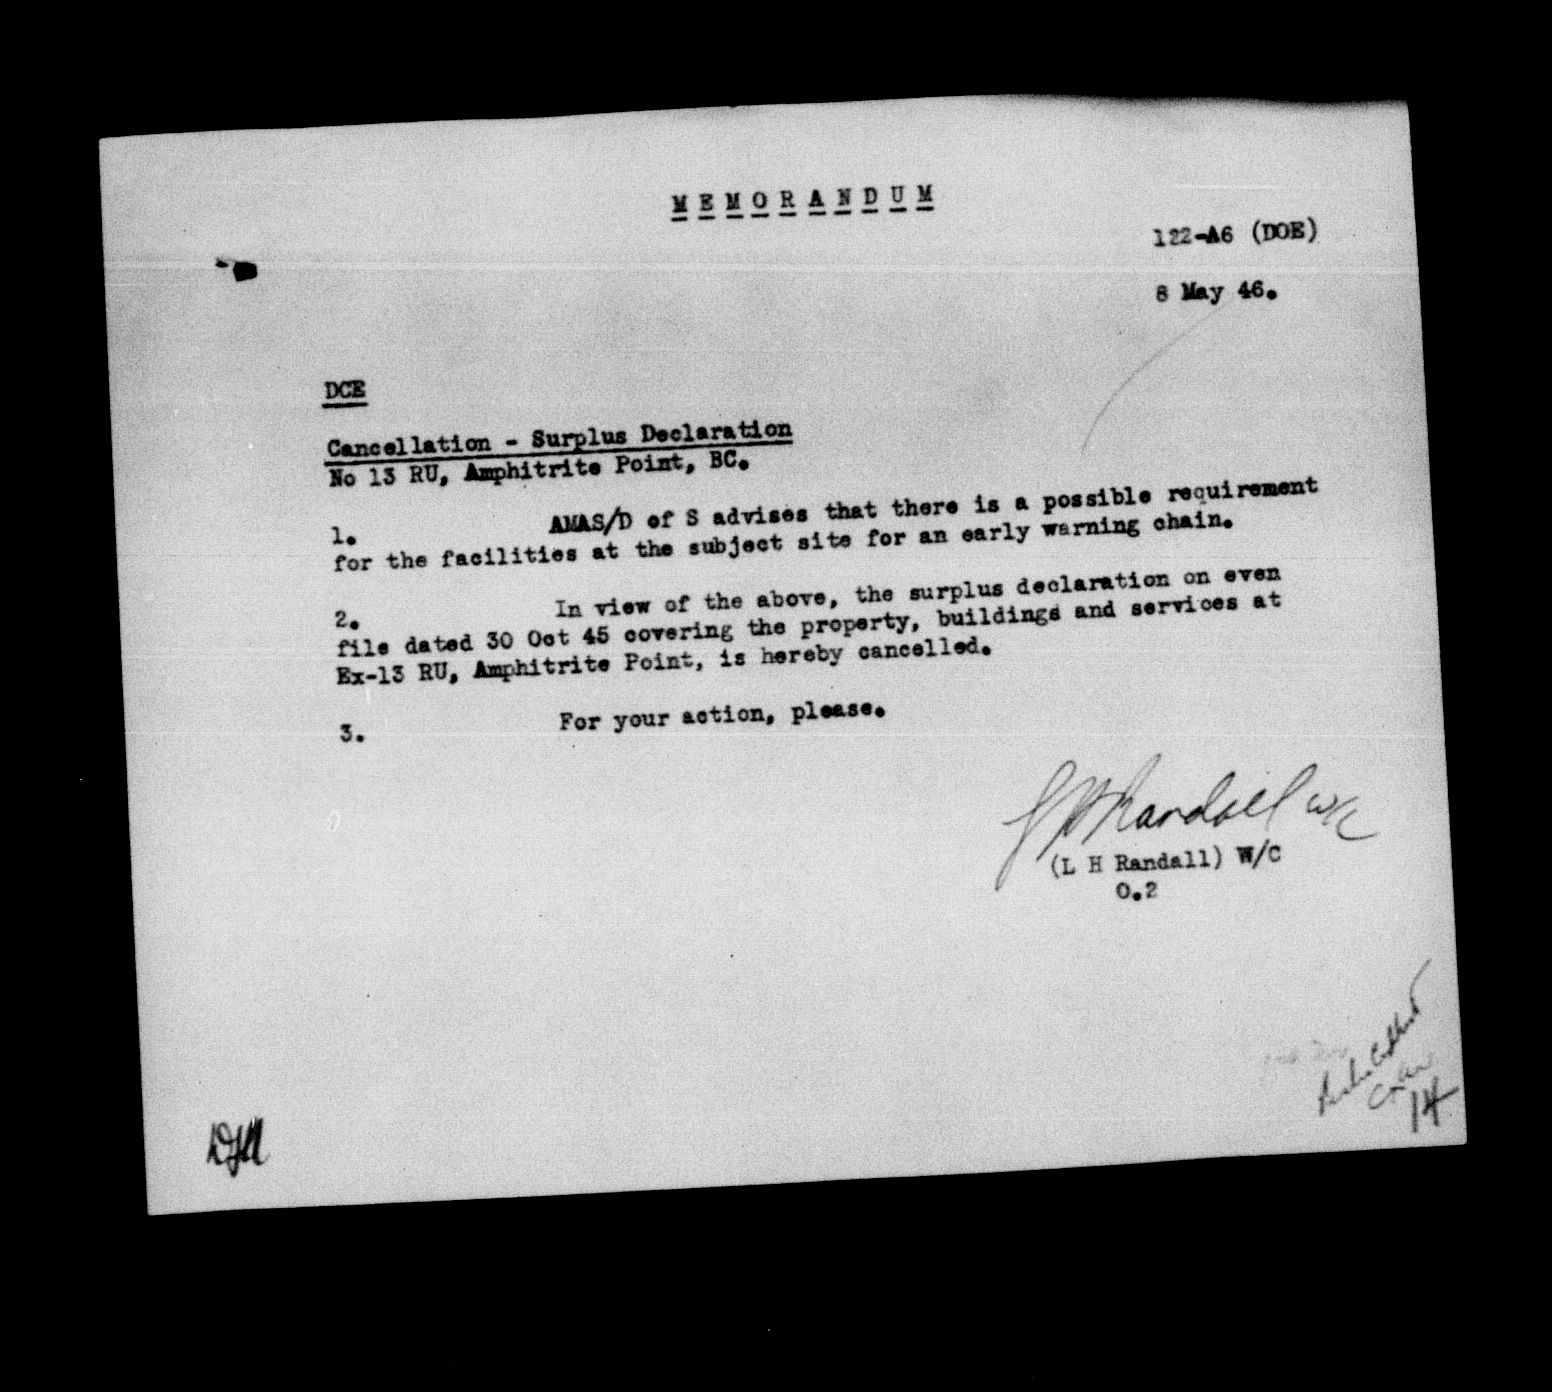 MEMORANDUM
122-A6 (DOE)
8 May 46.
DCE
Cancellation - Surplus Declaration
No 13 RU, Amphitrite Point, BC.
1. AMAS/D of S advises that there is a possible requirement
for the facilities at the subject site for an early warning chain.
2. In view of the above, the surplus declaration on even
file dated 30 Oct 45 covering the property, buildings and services at
Ex-13 RU, Amphitrite Point, is hereby cancelled.
3. For your action, please.
Randall W/C
(L H Randall) W/C
O.2
14